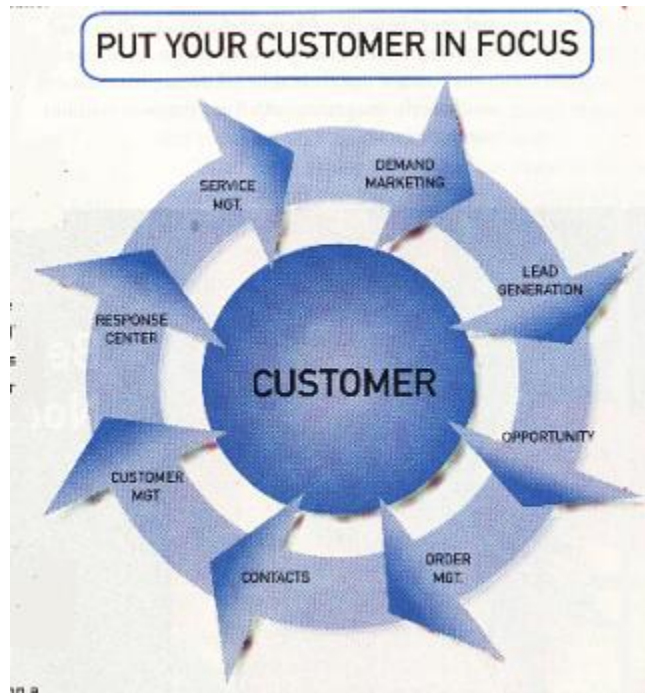 PUT YOUR CUSTOMER IN FOCUS
DEMAND
MARKETING
LEAD
GENERATION
OPPORTUNITY
ORDER
MGT.
CONTACTS
CUSTOMER
MGT
RESPONSE
CENTER
SERVICE
MGT.
CUSTOMER